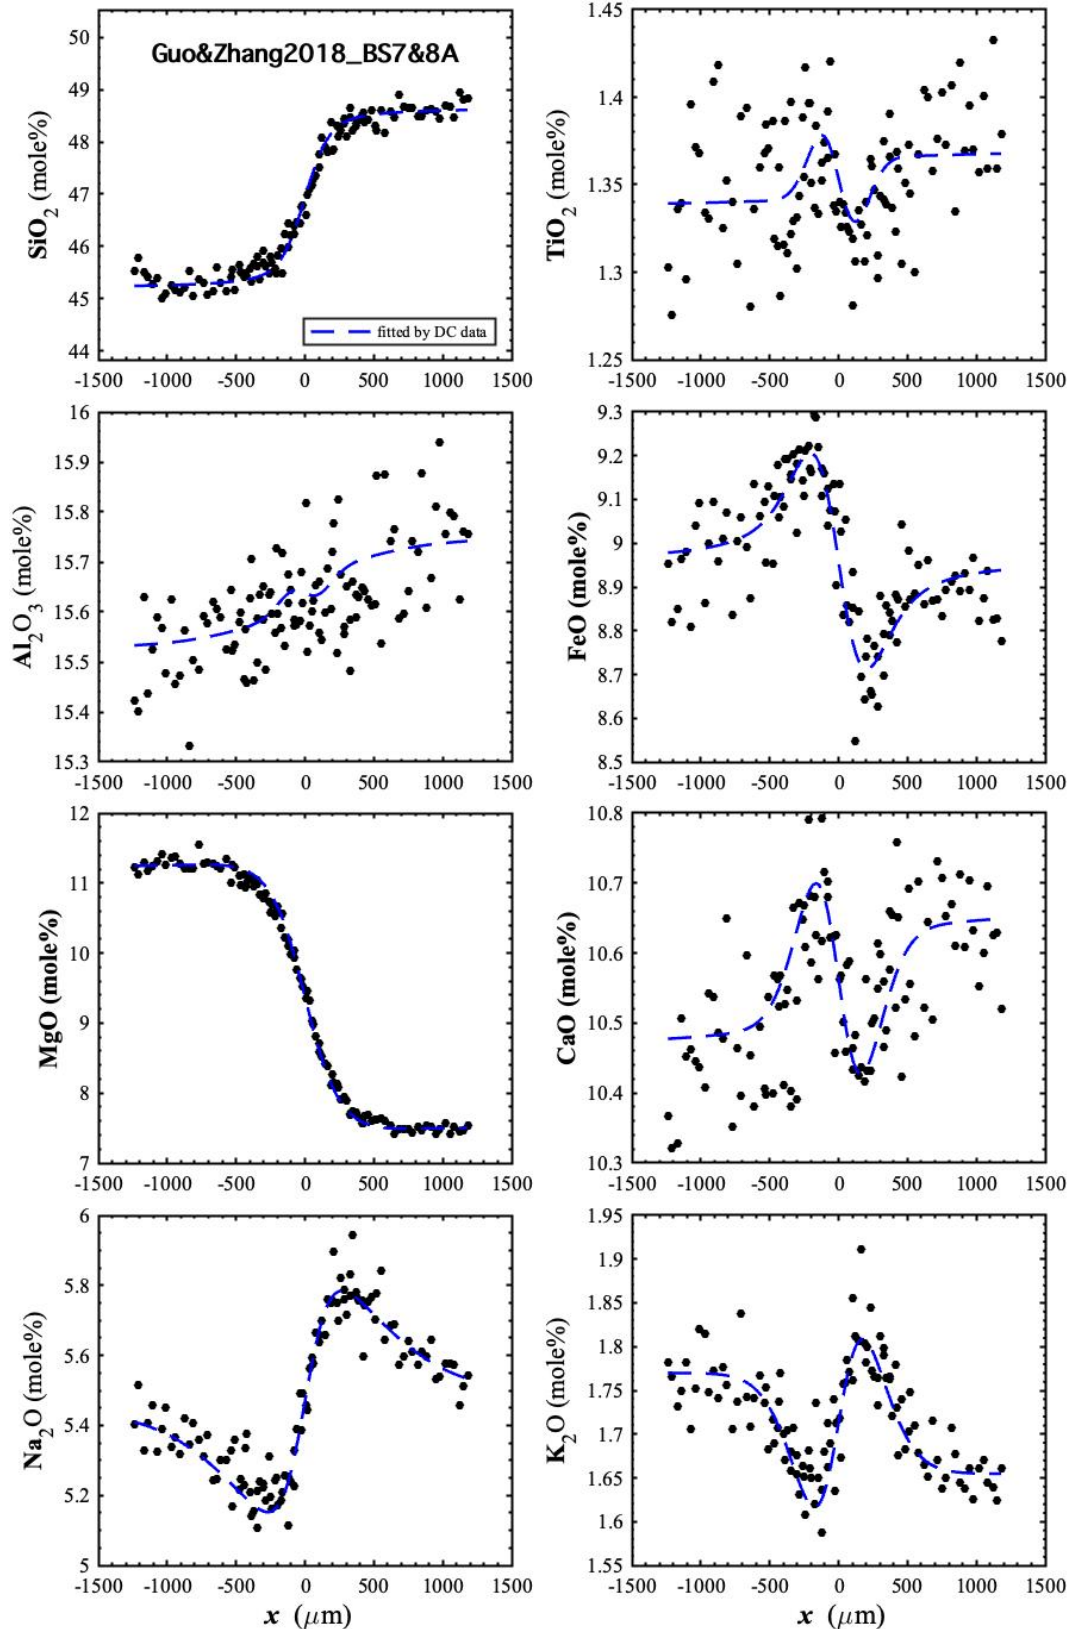 Guo&Zhang2018_BS7&8A
SiO2 (mole%)
50
49
48
47
46
45
44
fitted by DC data
-1500 -1000 -500 0 500 1000 1500
TiO2 (mole%)
1.45
1.4
1.35
1.3
1.25
-1500 -1000 -500 0 500 1000 1500
Al2O3 (mole%)
16
15.9
15.8
15.7
15.6
15.5
15.4
15.3
-1500 -1000 -500 0 500 1000 1500
FeO (mole%)
9.3
9.2
9.1
9
8.9
8.8
8.7
8.6
8.5
-1500 -1000 -500 0 500 1000 1500
MgO (mole%)
12
11
10
9
8
7
-1500 -1000 -500 0 500 1000 1500
CaO (mole%)
10.8
10.7
10.6
10.5
10.4
10.3
-1500 -1000 -500 0 500 1000 1500
Na2O (mole%)
6
5.8
5.6
5.4
5.2
5
-1500 -1000 -500 0 500 1000 1500
x (μm)
K2O (mole%)
1.95
1.9
1.85
1.8
1.75
1.7
1.65
1.6
1.55
-1500 -1000 -500 0 500 1000 1500
x (μm)